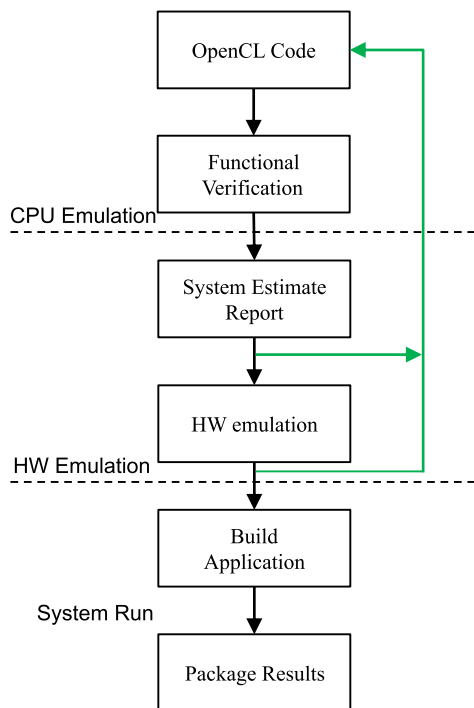 OpenCL Code
Functional
Verification
CPU Emulation
System Estimate
Report
HW emulation
HW Emulation
Build
Application
System Run
Package Results